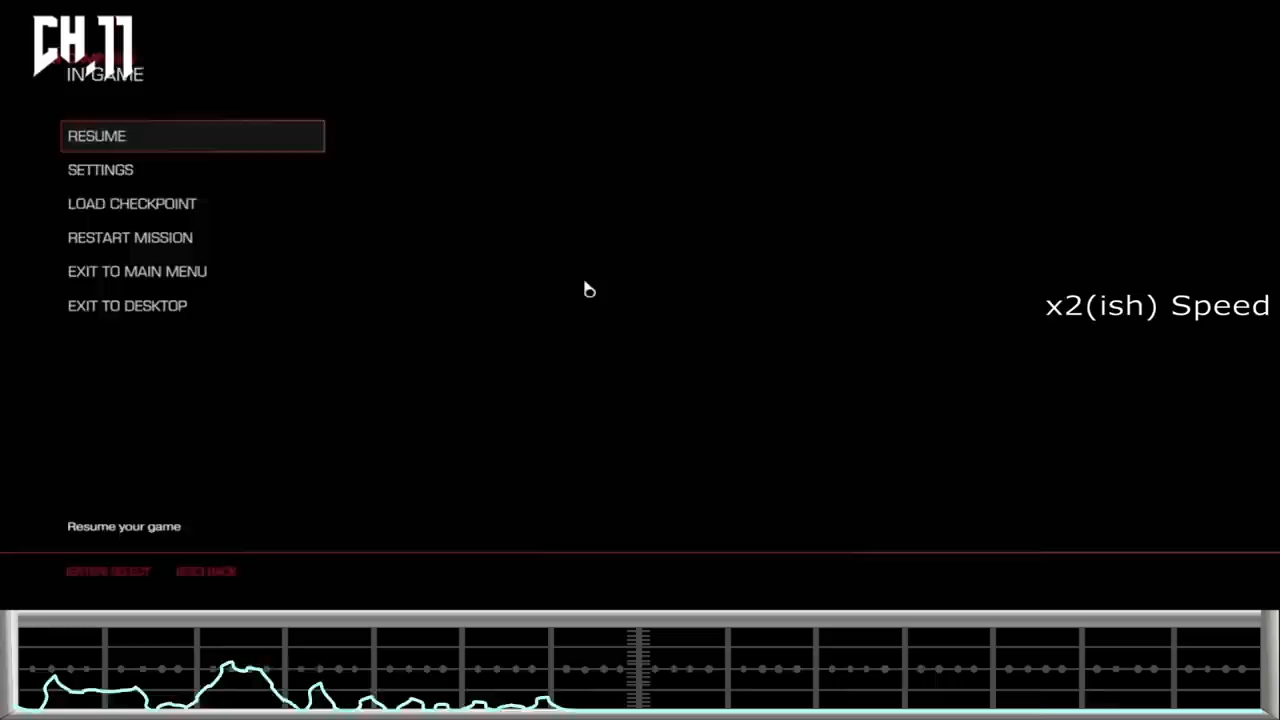 CH.11
IN GAME
RESUME
SETTINGS
LOAD CHECKPOINT
RESTART MISSION
EXIT TO MAIN MENU
EXIT TO DESKTOP
x2(ish) Speed
Resume your game